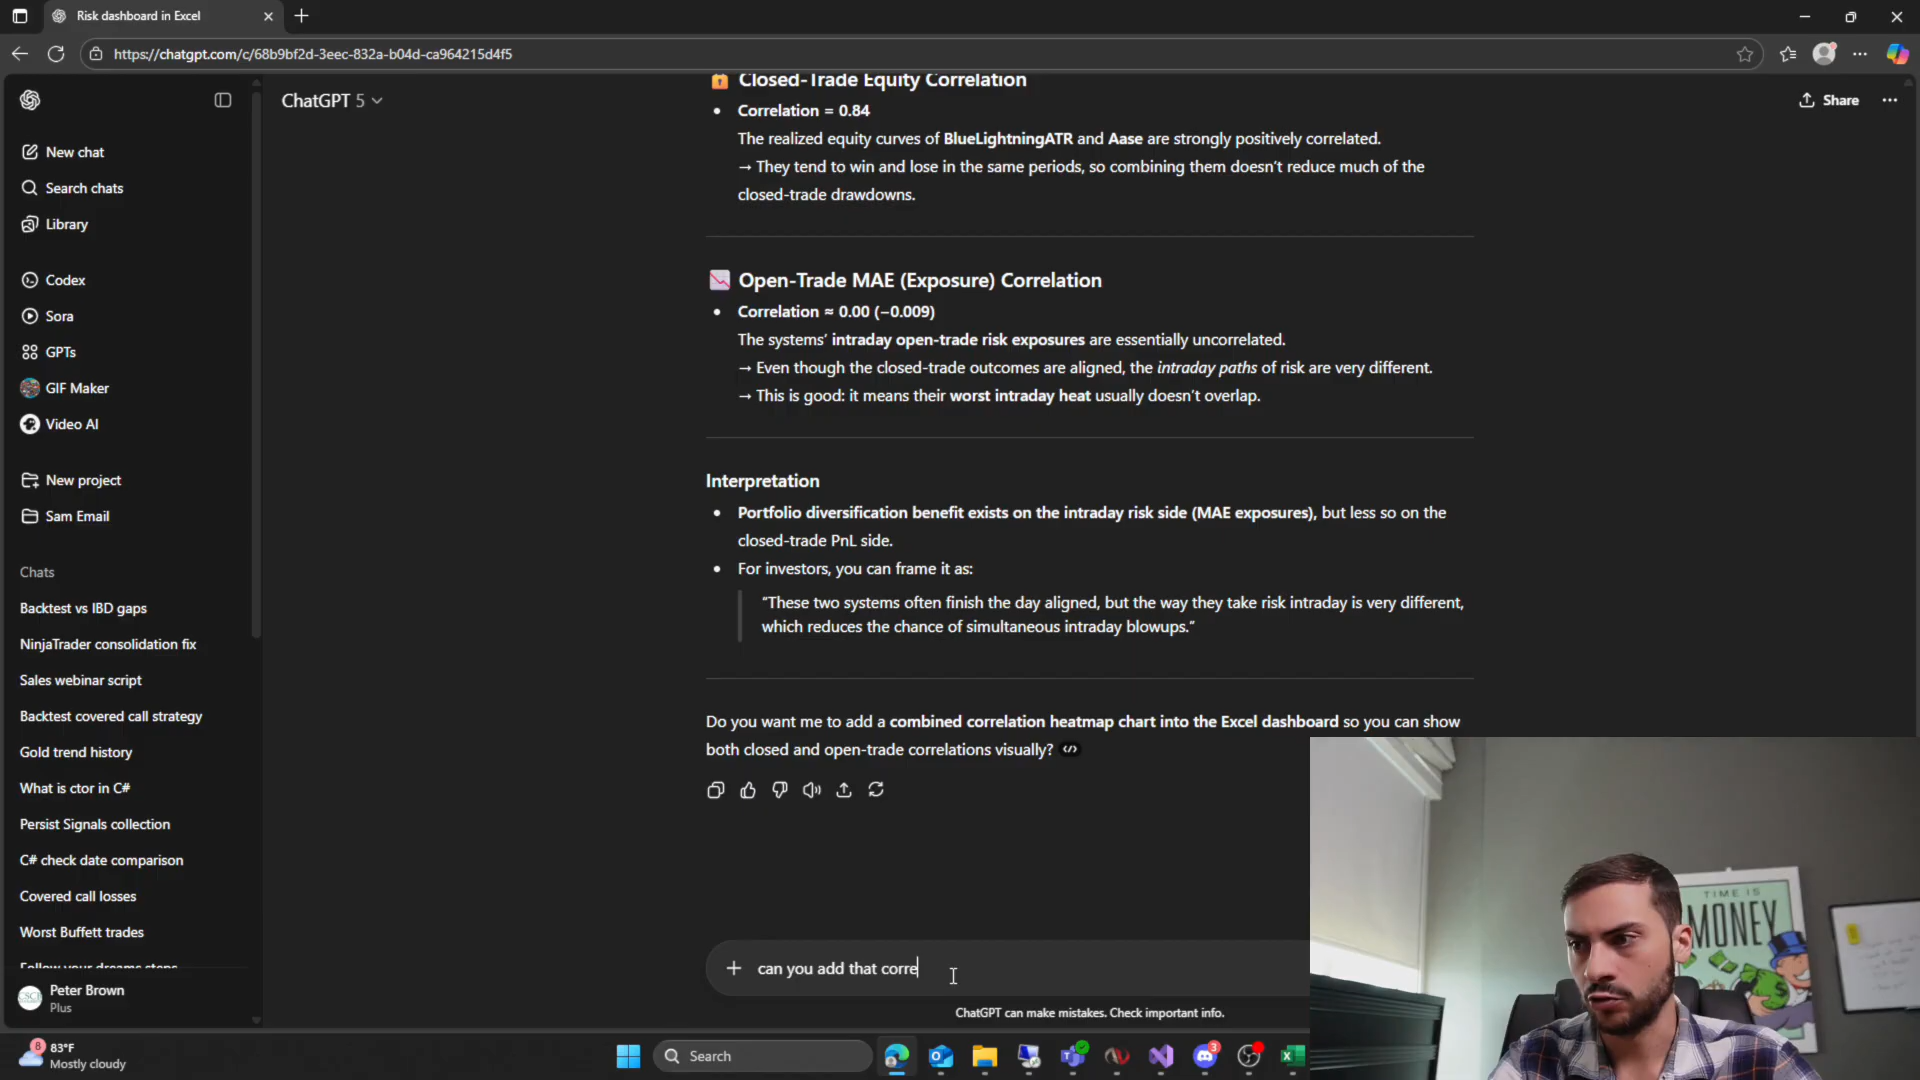 Risk dashboard in Excel
https://chatgpt.com/c/68b9bf2d-3eec-832a-b04d-ca964215d4f5
ChatGPT 5
Share
New chat
Search chats
Library
Codex
Sora
GPTs
GIF Maker
Video AI
New project
Sam Email
Chats
Backtest vs IBD gaps
NinjaTrader consolidation fix
Sales webinar script
Backtest covered call strategy
Gold trend history
What is ctor in C#
Persist Signals collection
C# check date comparison
Covered call losses
Worst Buffett trades
Follow your dreams steps
Peter Brown
Plus
Closed-Trade Equity Correlation
• Correlation = 0.84
The realized equity curves of BlueLightningATR and Aase are strongly positively correlated.
→ They tend to win and lose in the same periods, so combining them doesn't reduce much of the
closed-trade drawdowns.
Open-Trade MAE (Exposure) Correlation
• Correlation ≈ 0.00 (−0.009)
The systems' intraday open-trade risk exposures are essentially uncorrelated.
→ Even though the closed-trade outcomes are aligned, the intraday paths of risk are very different.
→ This is good: it means their worst intraday heat usually doesn't overlap.
Interpretation
• Portfolio diversification benefit exists on the intraday risk side (MAE exposures), but less so on the
closed-trade PnL side.
• For investors, you can frame it as:
"These two systems often finish the day aligned, but the way they take risk intraday is very different,
which reduces the chance of simultaneous intraday blowups."
Do you want me to add a combined correlation heatmap chart into the Excel dashboard so you can show
both closed and open-trade correlations visually?
can you add that corre
ChatGPT can make mistakes. Check important info.
TIME IS
MONEY
8
83°F
Mostly cloudy
Search
3